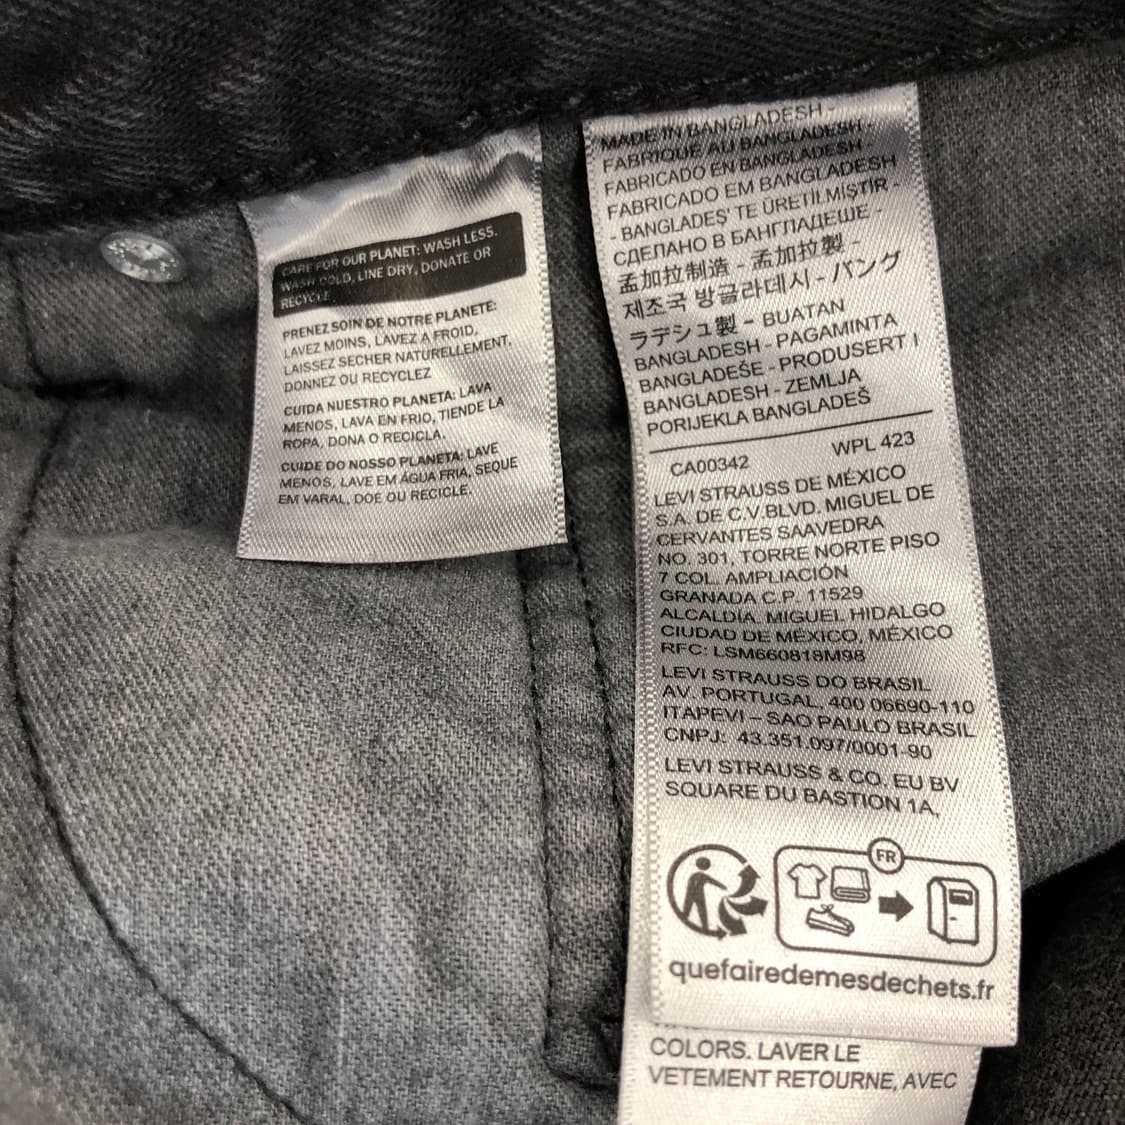 CARE FOR OUR PLANET: WASH LESS.
WASH COLD, LINE DRY, DONATE OR
RECYCLE
PRENEZ SOIN DE NOTRE PLANETE:
LAVEZ MOINS, LAVEZ A FROID,
LAISSEZ SECHER NATURELLEMENT,
DONNEZ OU RECYCLEZ
CUIDA NUESTRO PLANETA: LAVA
MENOS, LAVA EN FRIO, TIENDE LA
ROPA, DONA O RECICLA.
CUIDE DO NOSSO PLANETA: LAVE
MENOS, LAVE EM ÁGUA FRIA, SEQUE
EM VARAL, DOE OU RECICLE.
MADE IN BANGLADESH -
FABRIQUE AU BANGLADESH -
FABRICADO EN BANGLADESH -
FABRICADO EM BANGLADESH
- BANGLADEŞ' TE ÜRETİLMİŞTİR -
СДЕЛАНО В БАНГЛАДЕШЕ -
孟加拉制造 - 孟加拉製
제조국 방글라데시 - バング
ラデシュ製 - BUATAN
BANGLADESH - PAGAMINTA
BANGLADEŠE - PRODUSERT I
BANGLADESH - ZEMLJA
PORIJEKLA BANGLADEŠ
CA00342 WPL 423
LEVI STRAUSS DE MÉXICO
S.A. DE C.V.BLVD. MIGUEL DE
CERVANTES SAAVEDRA
NO. 301, TORRE NORTE PISO
7 COL. AMPLIACIÓN
GRANADA C.P. 11529
ALCALDÍA, MIGUEL HIDALGO
CIUDAD DE MÉXICO, MÉXICO
RFC: LSM660818M98
LEVI STRAUSS DO BRASIL
AV. PORTUGAL, 400 06690-110
ITAPEVI – SAO PAULO BRASIL
CNPJ: 43.351.097/0001-90
LEVI STRAUSS & CO. EU BV
SQUARE DU BASTION 1A,
FR
quefairedemesdechets.fr
COLORS. LAVER LE
VETEMENT RETOURNE, AVEC